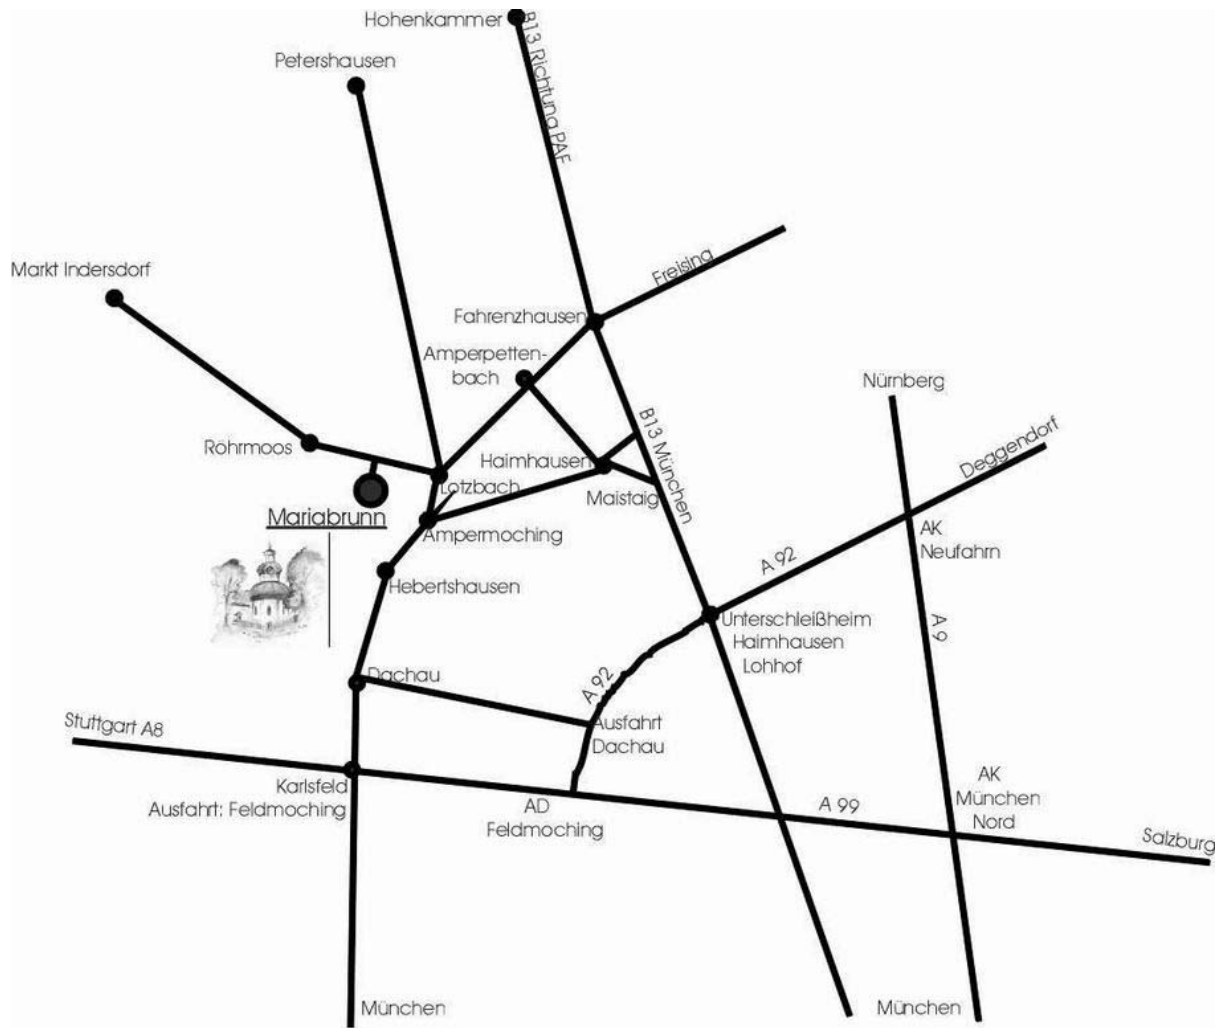 Hohenkammer
B13 Richtung PAF
Petershausen
Markt Indersdorf
Freising
Fahrenzhausen
Amperpetten-
bach
Nürnberg
B13 München
Deggendorf
Rohrmoos
Haimhausen
Lotzbach
Maistaig
Mariabrunn
Ampermoching
AK
Neufahrn
A 92
Hebertshausen
Unterschleißheim
Haimhausen
Lohhof
A 9
Dachau
A 92
Ausfahrt
Dachau
Stuttgart A8
Karlsfeld
Ausfahrt: Feldmoching
AD
Feldmoching
A 99
AK
München
Nord
Salzburg
München
München